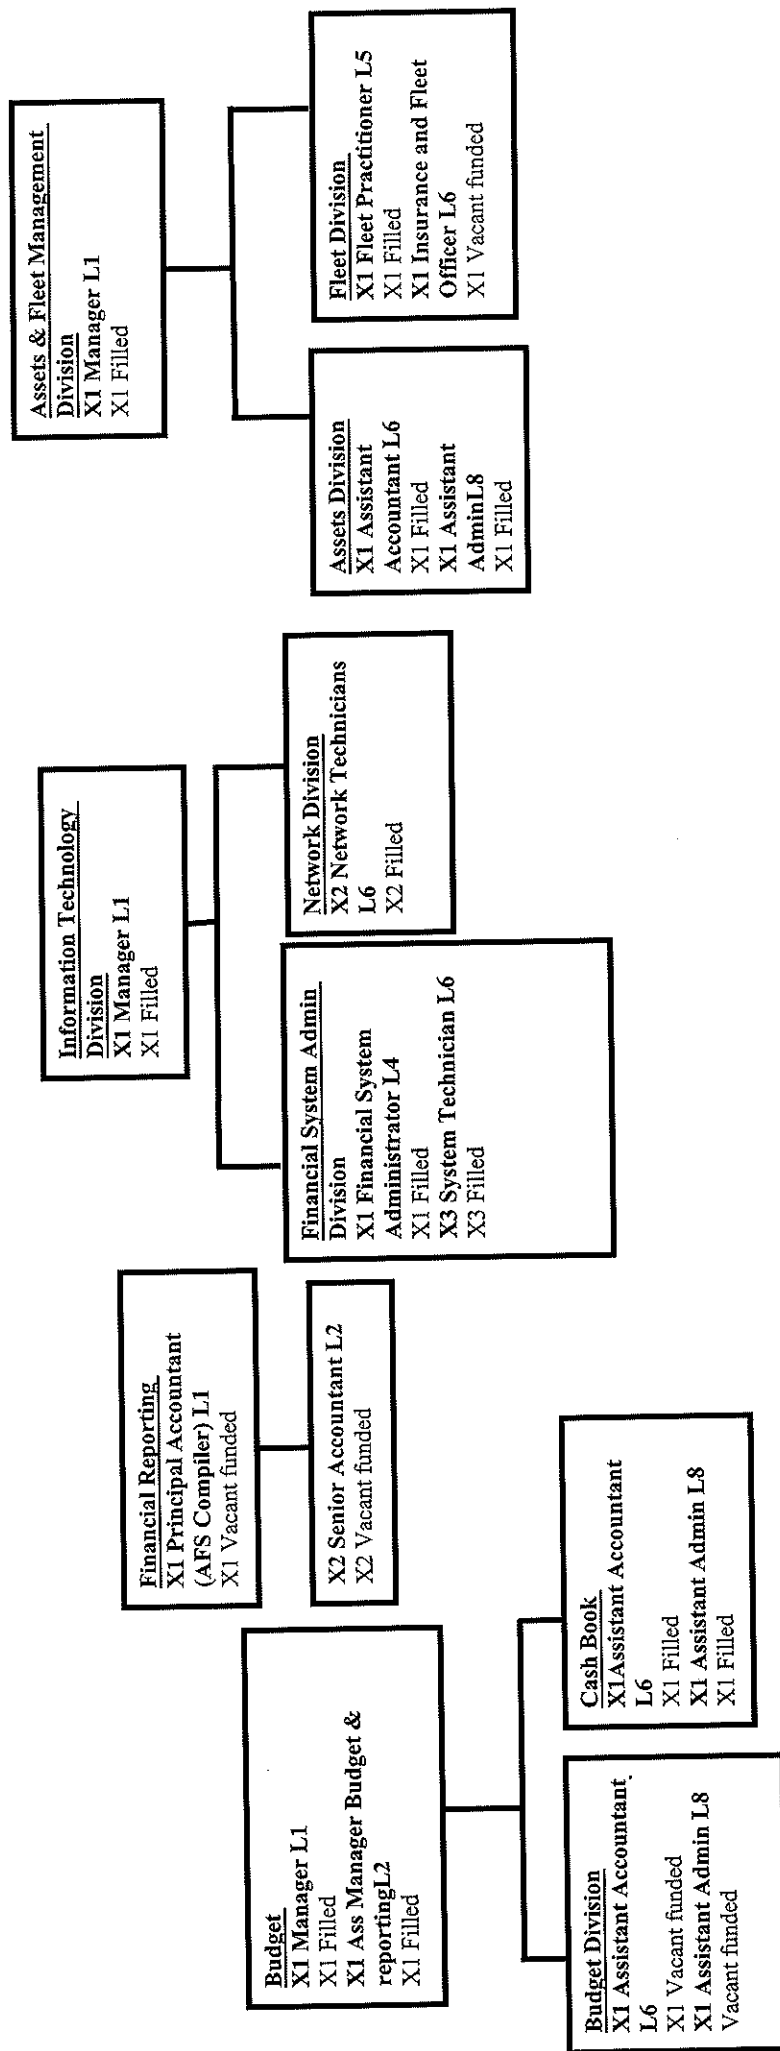 Budget
X1 Manager L1
X1 Filled
X1 Ass Manager Budget &
reportingL2
X1 Filled
Budget Division
X1 Assistant Accountant
L6
X1 Vacant funded
X1 Assistant Admin L8
Vacant funded
Cash Book
X1Assistant Accountant
L6
X1 Filled
X1 Assistant Admin L8
X1 Filled
Financial Reporting
X1 Principal Accountant
(AFS Compiler) L1
X1 Vacant funded
X2 Senior Accountant L2
X2 Vacant funded
Information Technology
Division
X1 Manager L1
X1 Filled
Financial System Admin
Division
X1 Financial System
Administrator L4
X1 Filled
X3 System Technician L6
X3 Filled
Network Division
X2 Network Technicians
L6
X2 Filled
Assets & Fleet Management
Division
X1 Manager L1
X1 Filled
Assets Division
X1 Assistant
Accountant L6
X1 Filled
X1 Assistant
AdminL8
X1 Filled
Fleet Division
X1 Fleet Practitioner L5
X1 Filled
X1 Insurance and Fleet
Officer L6
X1 Vacant funded